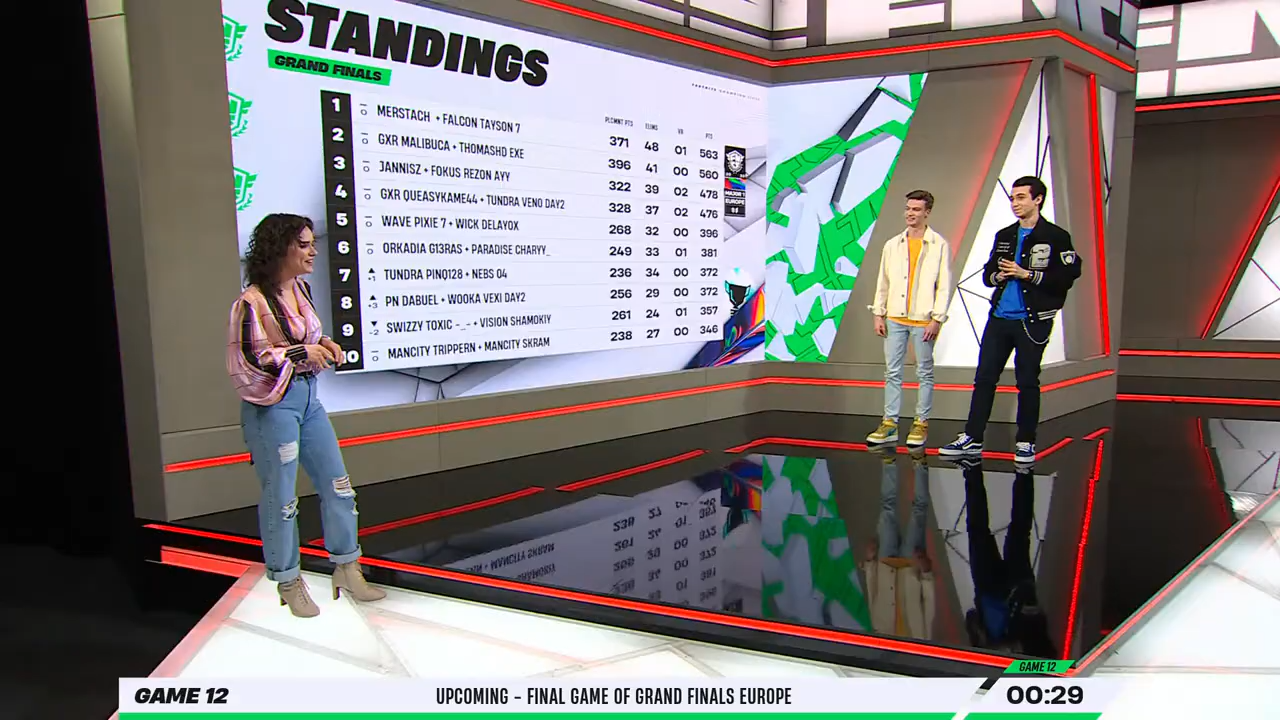 STANDINGS
GRAND FINALS
PLCMNT PTS ELIMS VR PTS
1 MERSTACH + FALCON TAYSON 7 371 48 01 563
2 GXR MALIBUCA + THOMASHD EXE 396 41 00 560
3 JANNISZ + FOKUS REZON AYY 322 39 02 478
4 GXR QUEASYKAME44 + TUNDRA VENO DAY2 328 37 02 476
5 WAVE PIXIE 7 + WICK DELAYOX 268 32 00 396
6 ORKADIA G13RAS + PARADISE CHARYY_ 249 33 01 381
7 TUNDRA PINQ128 + NEBS 04 236 34 00 372
8 PN DABUEL + WOOKA VEXI DAY2 256 29 00 372
9 SWIZZY TOXIC -_- + VISION SHAMOKIY 261 24 01 357
10 MANCITY TRIPPERN + MANCITY SKRAM 238 27 00 346
MAJOR 1
EUROPE
2
GAME 12
GAME 12 UPCOMING - FINAL GAME OF GRAND FINALS EUROPE 00:29